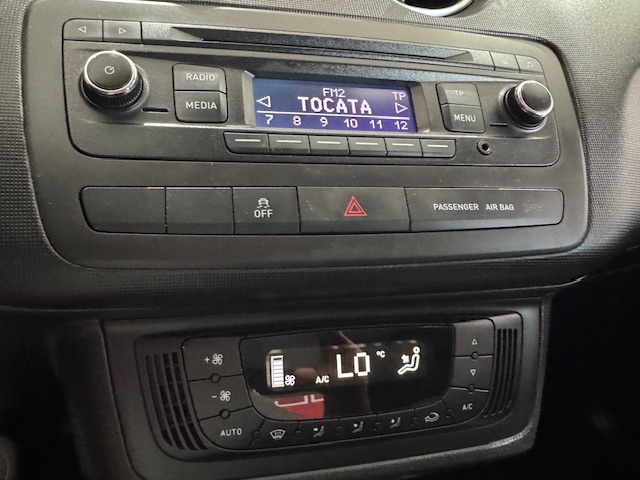 RADIO
MEDIA
FM2 TP
TOCATA
7 8 9 10 11 12
TP
MENU
OFF
PASSENGER AIR BAG
A/C LO °C
AUTO
A/C